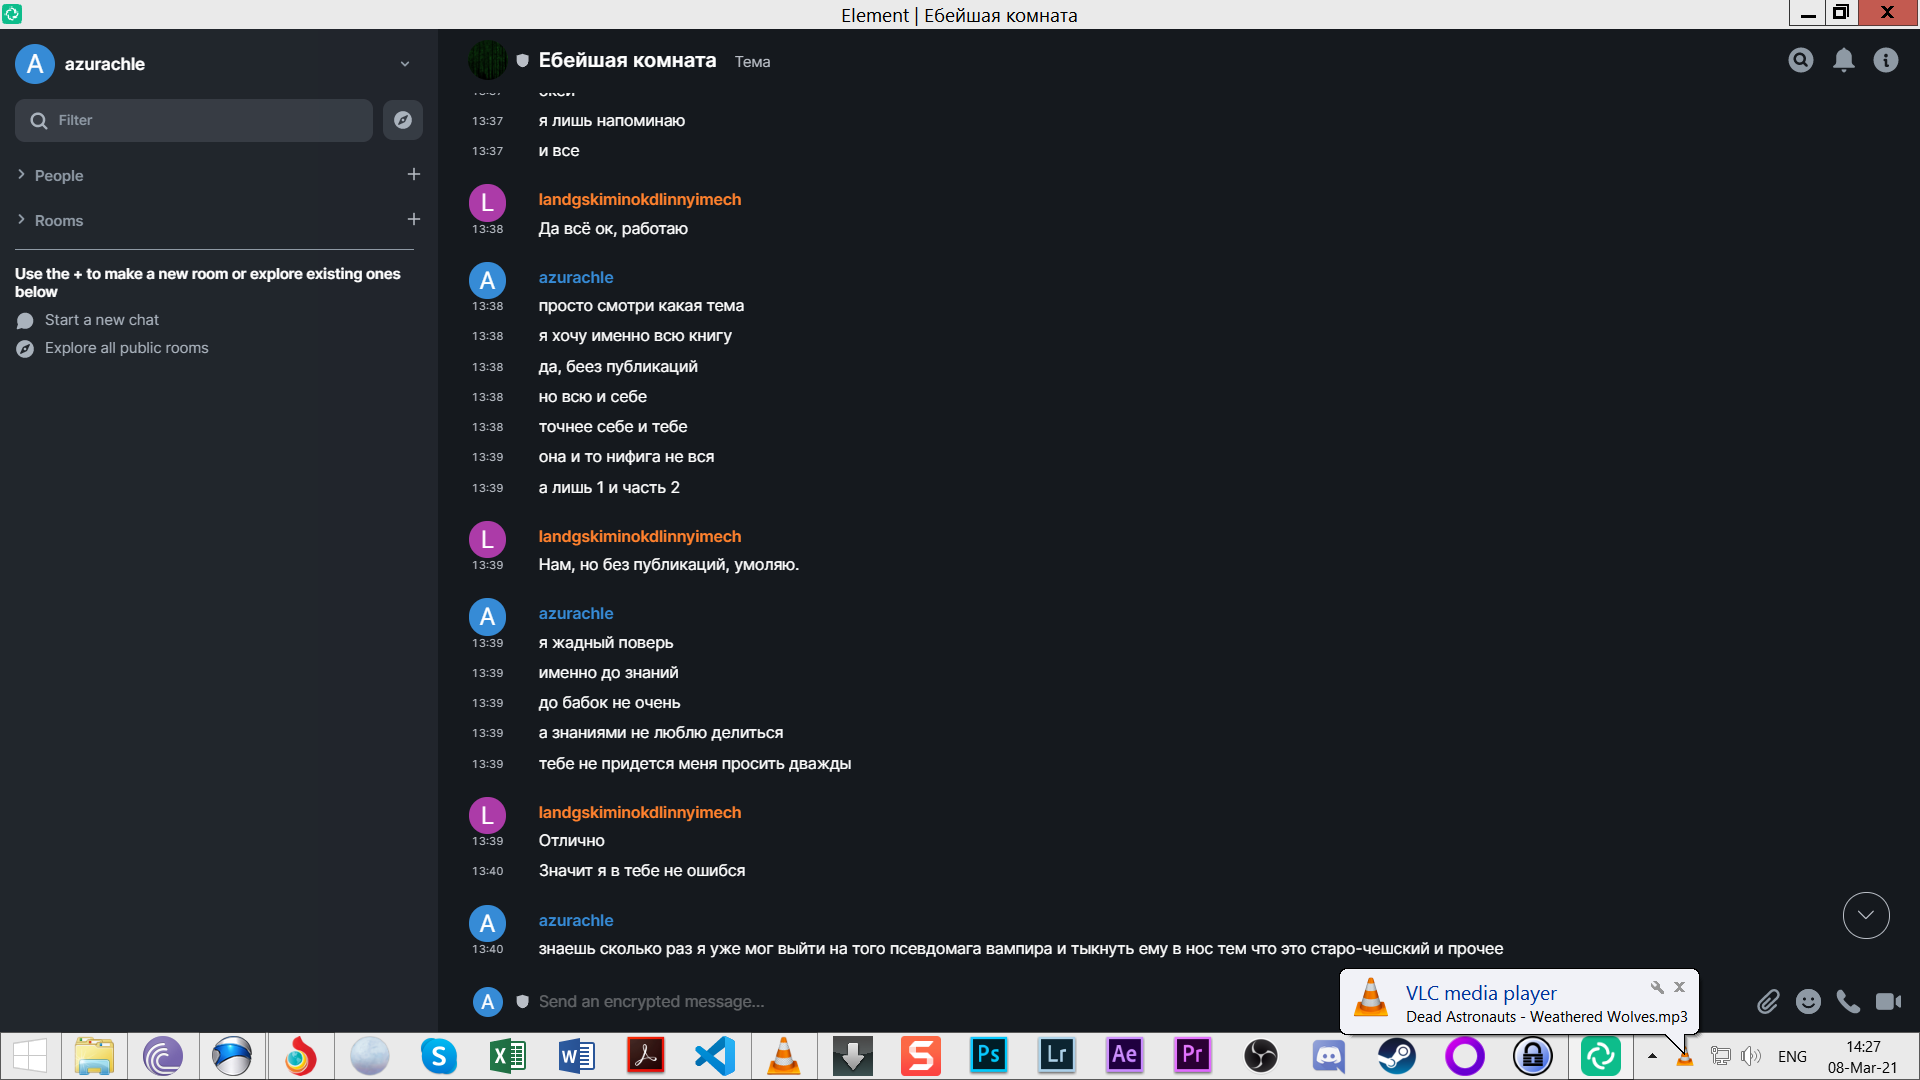 Element | Ебейшая комната
A
azurachle
Filter
People
Rooms
Use the + to make a new room or explore existing ones
below
Start a new chat
Explore all public rooms
Ебейшая комната Тема
13:37 окей
13:37 я лишь напоминаю
13:37 и все
L landgskiminokdlinnyimech
13:38 Да всё ок, работаю
A azurachle
13:38 просто смотри какая тема
13:38 я хочу именно всю книгу
13:38 да, беез публикаций
13:38 но всю и себе
13:38 точнее себе и тебе
13:39 она и то нифига не вся
13:39 а лишь 1 и часть 2
L landgskiminokdlinnyimech
13:39 Нам, но без публикаций, умоляю.
A azurachle
13:39 я жадный поверь
13:39 именно до знаний
13:39 до бабок не очень
13:39 а знаниями не люблю делиться
13:39 тебе не придется меня просить дважды
L landgskiminokdlinnyimech
13:39 Отлично
13:40 Значит я в тебе не ошибся
A azurachle
13:40 знаешь сколько раз я уже мог выйти на того псевдомага вампира и тыкнуть ему в нос тем что это старо-чешский и прочее
A Send an encrypted message...
VLC media player
Dead Astronauts - Weathered Wolves.mp3
S Ps Lr Ae Pr
ENG
14:27
08-Mar-21